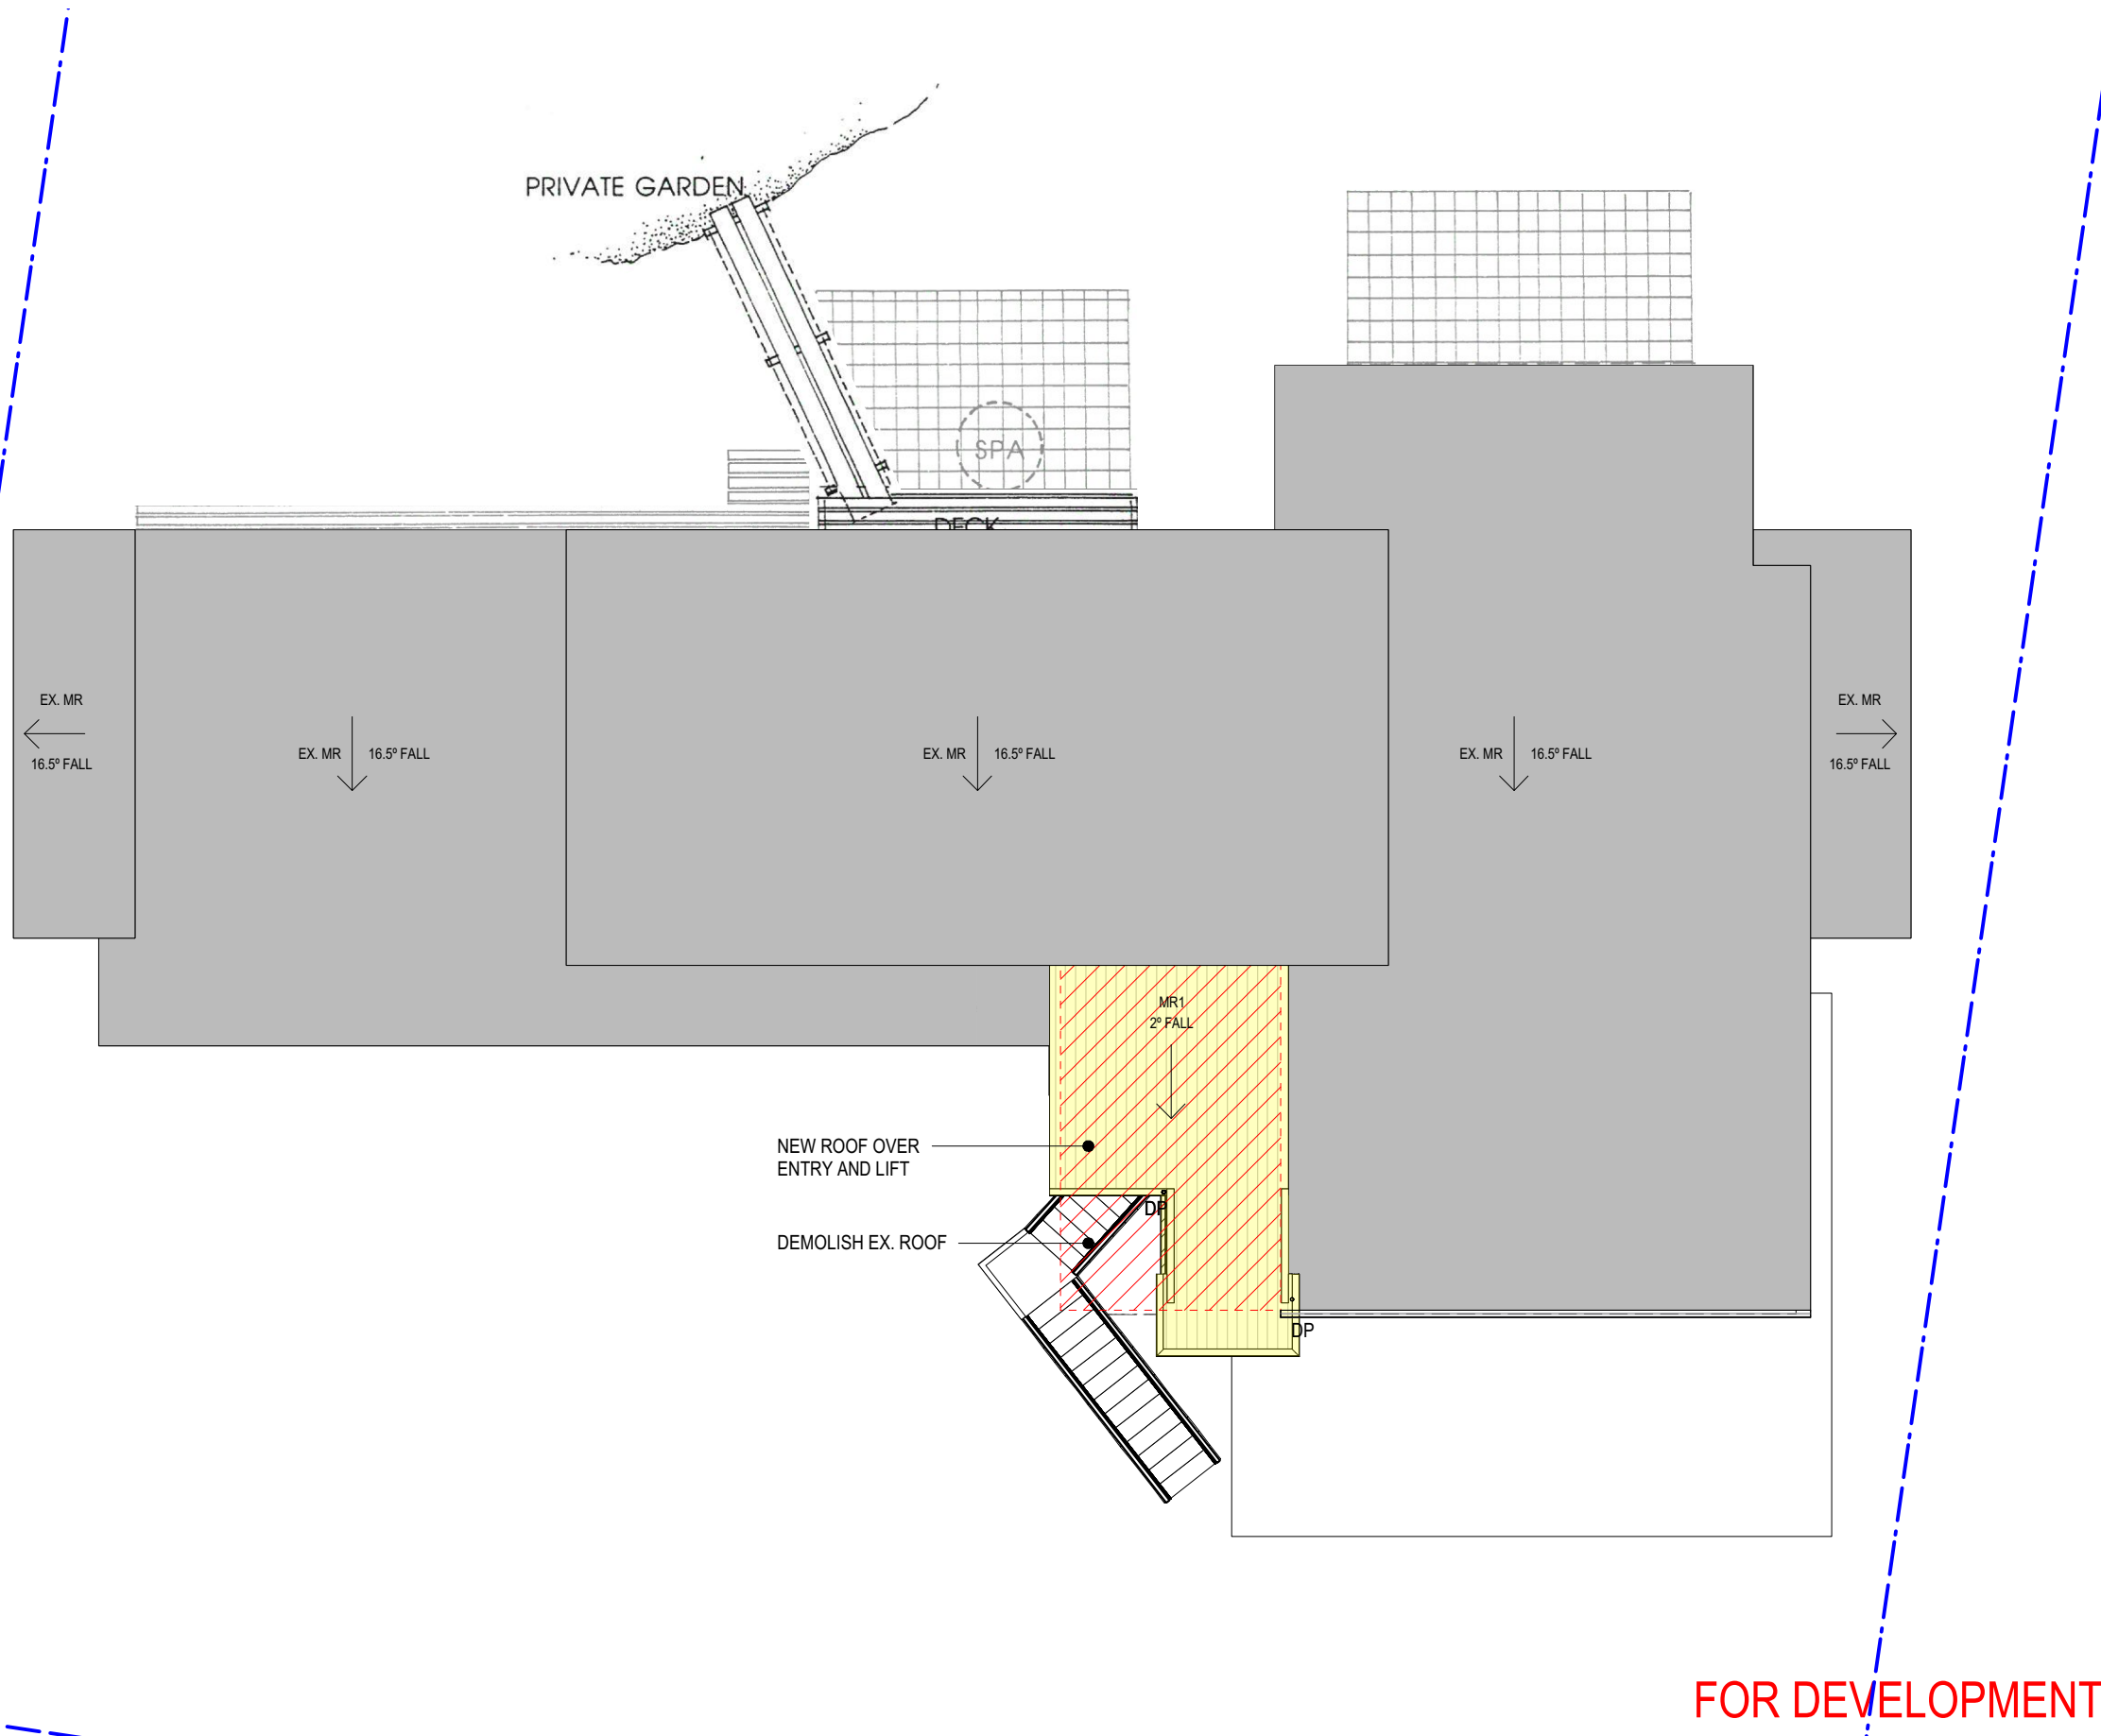 PRIVATE GARDEN
SPA
DECK
EX. MR
16.5º FALL
EX. MR 16.5º FALL
EX. MR 16.5º FALL
EX. MR 16.5º FALL
EX. MR
16.5º FALL
MR1
2º FALL
NEW ROOF OVER
ENTRY AND LIFT
DP
DEMOLISH EX. ROOF
DP
FOR DEVELOPMENT